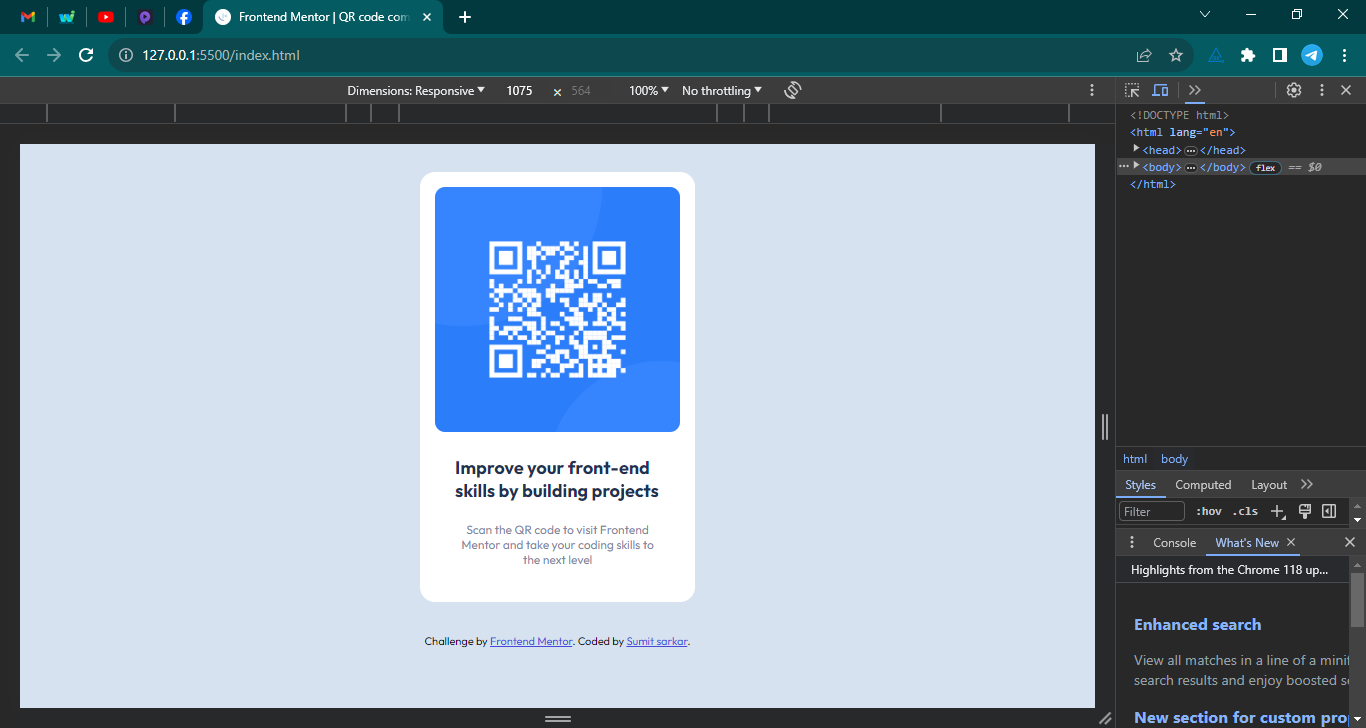 Frontend Mentor | QR code com
127.0.0.1:5500/index.html
Dimensions: Responsive 1075 × 564 100% No throttling
<!DOCTYPE html>
<html lang="en">
<head> ••• </head>
••• <body> ••• </body> flex == $0
</html>
Improve your front-end
skills by building projects
Scan the QR code to visit Frontend
Mentor and take your coding skills to
the next level
Challenge by Frontend Mentor. Coded by Sumit sarkar.
html body
Styles Computed Layout
Filter :hov .cls
Console What's New
Highlights from the Chrome 118 up...
Enhanced search
View all matches in a line of a minif
search results and enjoy boosted se
New section for custom pro